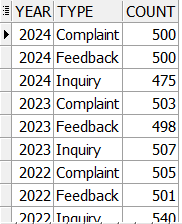 YEAR TYPE COUNT
2024 Complaint 500
2024 Feedback 500
2024 Inquiry 475
2023 Complaint 503
2023 Feedback 498
2023 Inquiry 507
2022 Complaint 505
2022 Feedback 501
2022 Inquiry 540